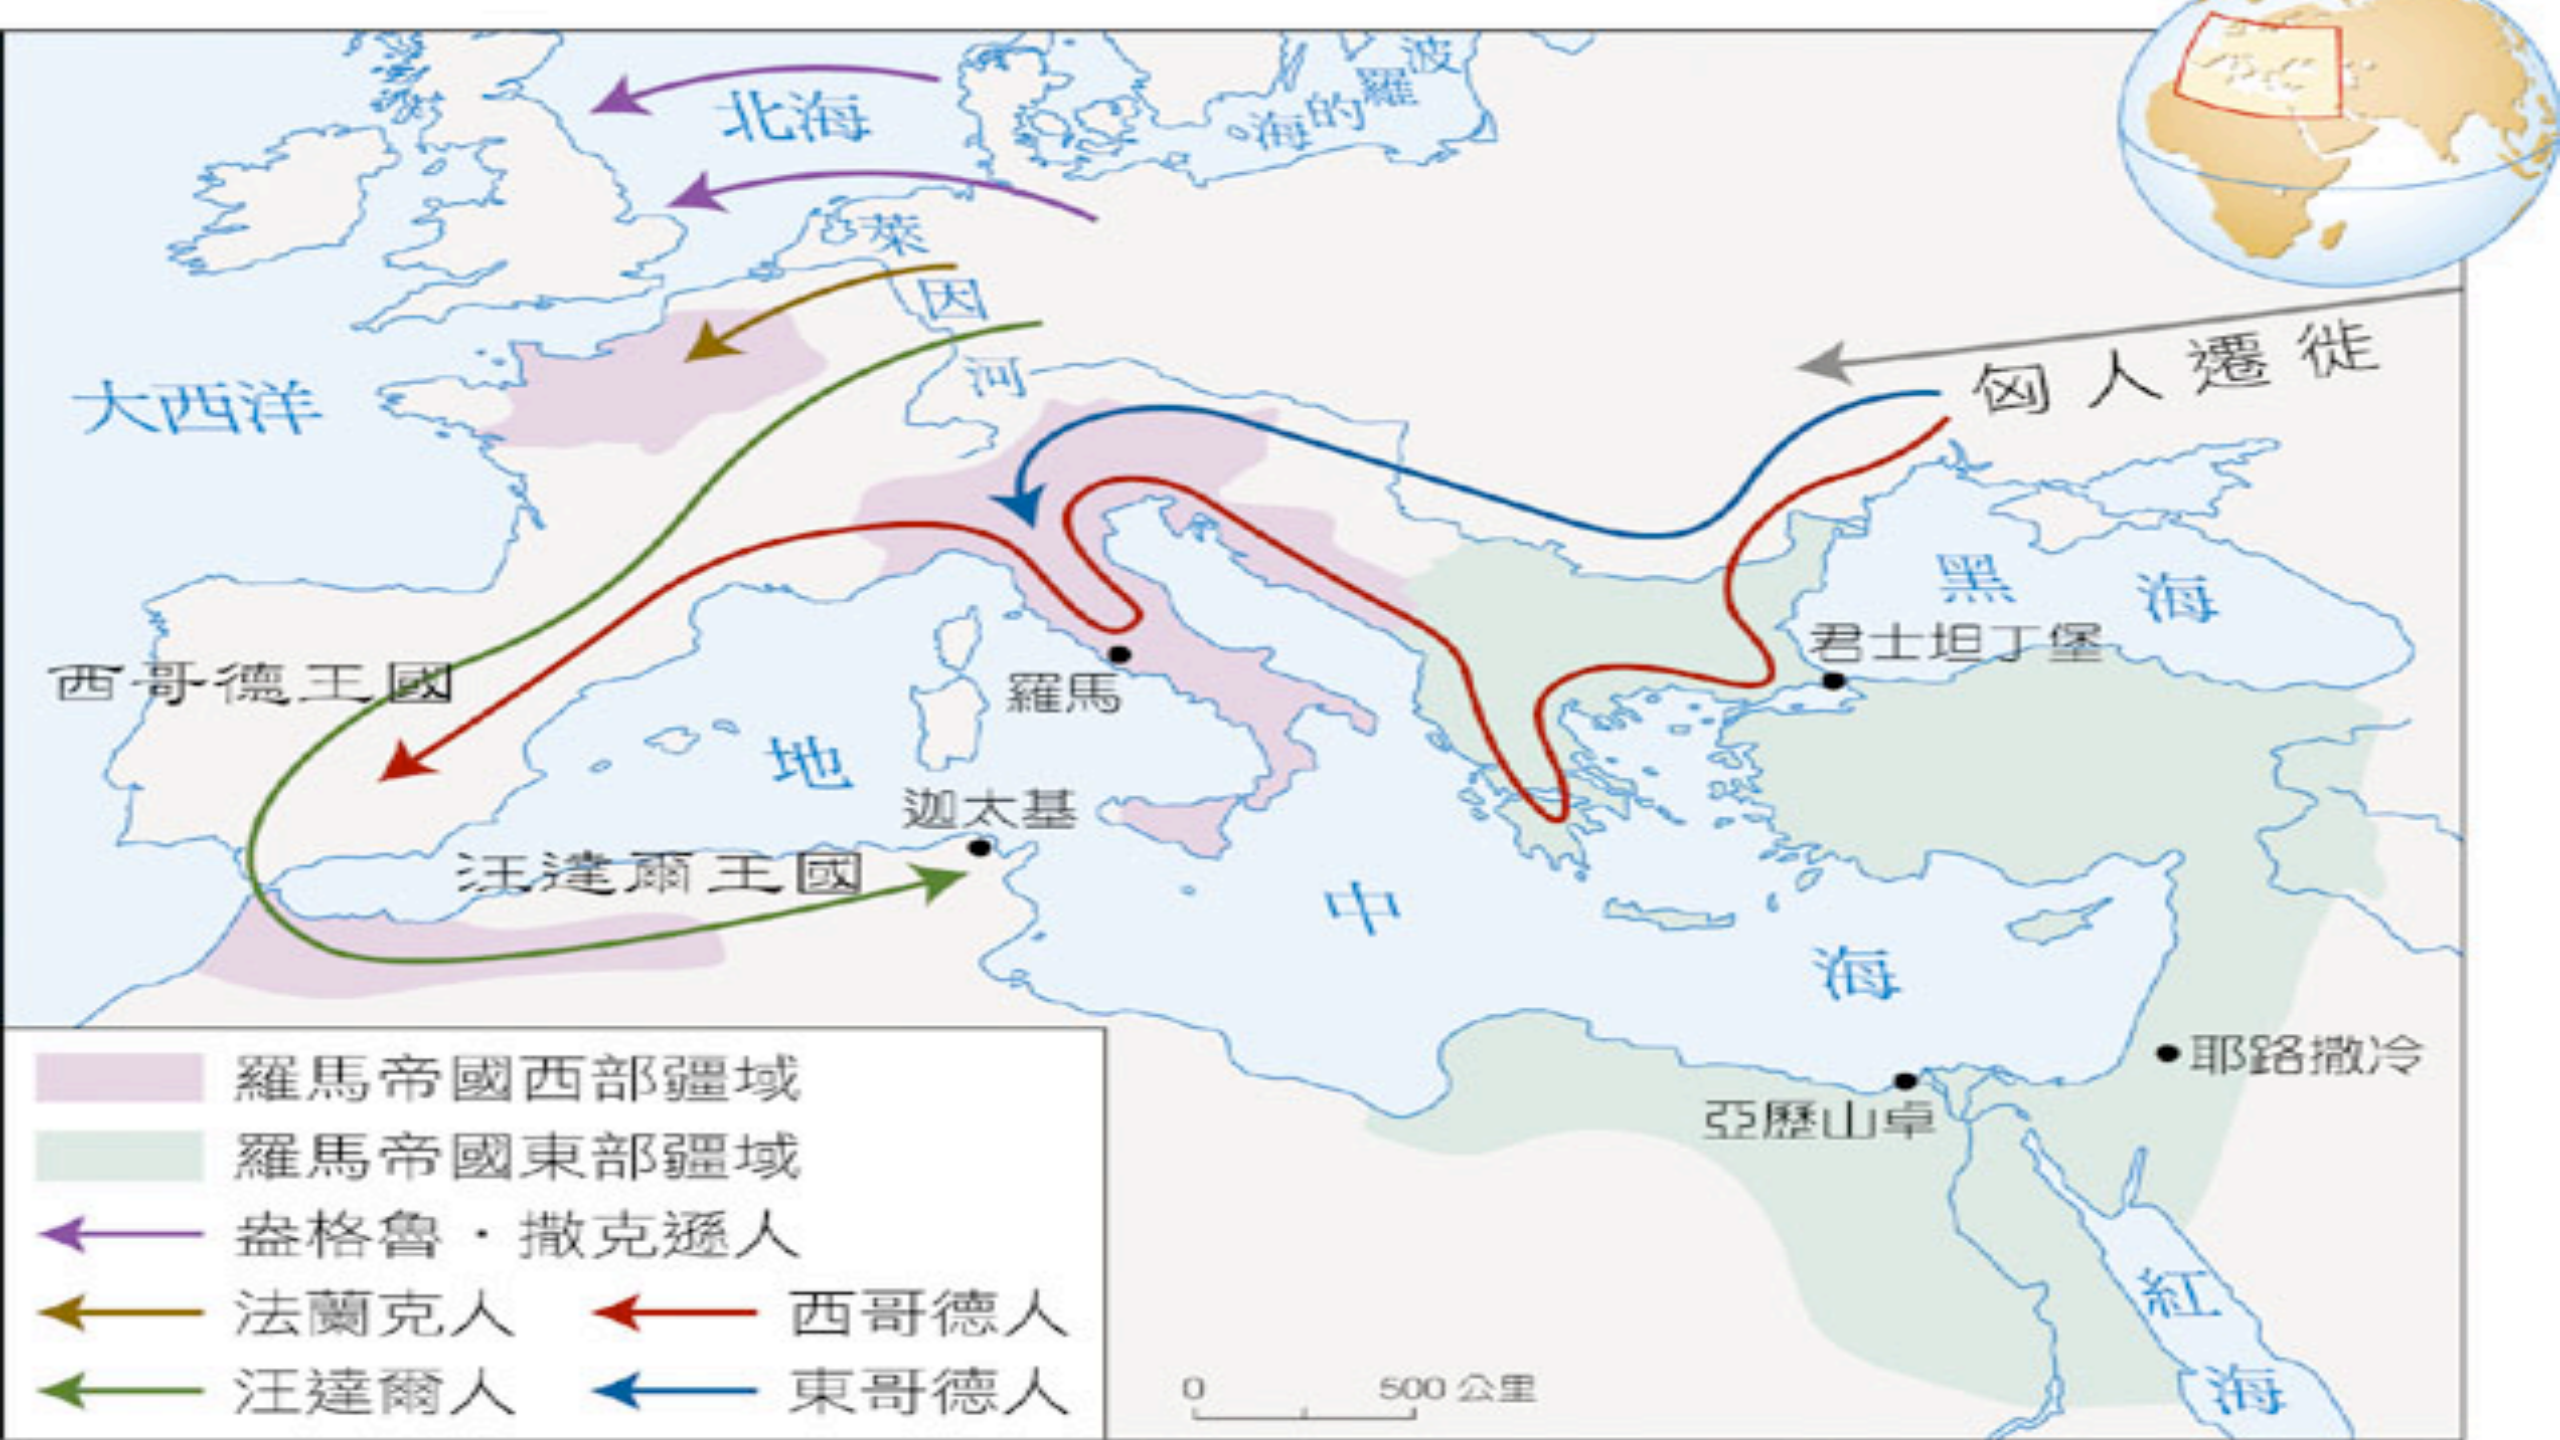 北海
波羅的海
萊因河
大西洋
匈人遷徙
黑海
君士坦丁堡
西哥德王國
羅馬
地中海
迦太基
汪達爾王國
耶路撒冷
亞歷山卓
紅海
羅馬帝國西部疆域
羅馬帝國東部疆域
盎格魯·撒克遜人
法蘭克人
西哥德人
汪達爾人
東哥德人
0 500公里